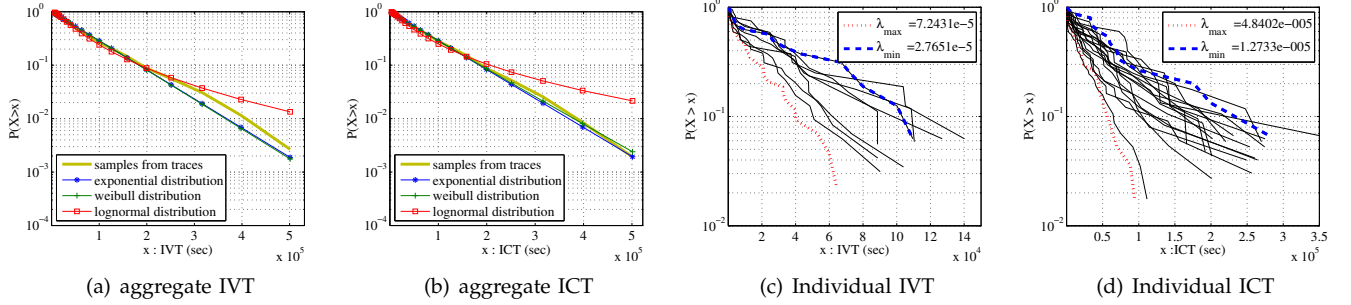 10^0
10^-1
10^-2
10^-3
10^-4
P(X>x)
samples from traces
exponential distribution
weibull distribution
lognormal distribution
1 2 3 4 5
x : IVT (sec)
x 10^5
(a) aggregate IVT
10^0
10^-1
10^-2
10^-3
10^-4
P(X>x)
samples from traces
exponential distribution
weibull distribution
lognormal distribution
1 2 3 4 5
x : ICT (sec)
x 10^5
(b) aggregate ICT
10^0
10^-1
10^-2
P(X > x)
λ_max =7.2431e-5
λ_min =2.7651e-5
2 4 6 8 10 12 14
x : IVT (sec)
x 10^4
(c) Individual IVT
10^0
10^-1
10^-2
P(X > x)
λ_max =4.8402e-005
λ_min =1.2733e-005
0.5 1 1.5 2 2.5 3 3.5
x :ICT (sec)
x 10^5
(d) Individual ICT